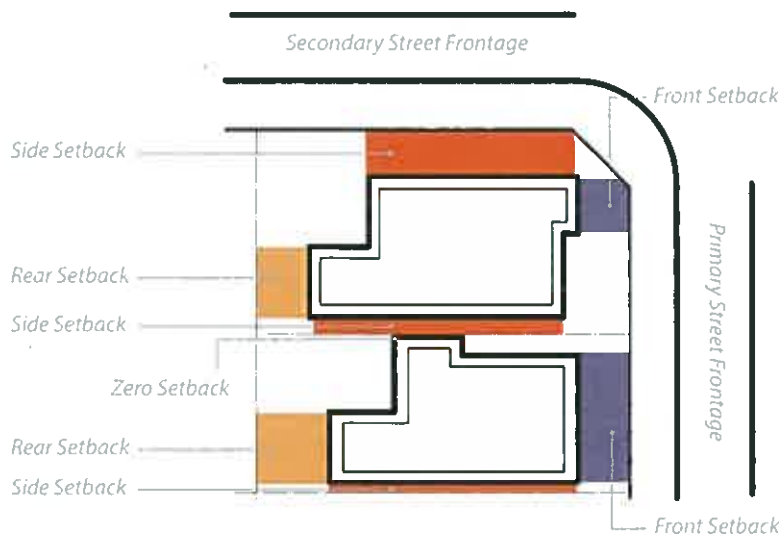 Secondary Street Frontage
Front Setback
Side Setback
Primary Street Frontage
Rear Setback
Side Setback
Zero Setback
Rear Setback
Side Setback
Front Setback